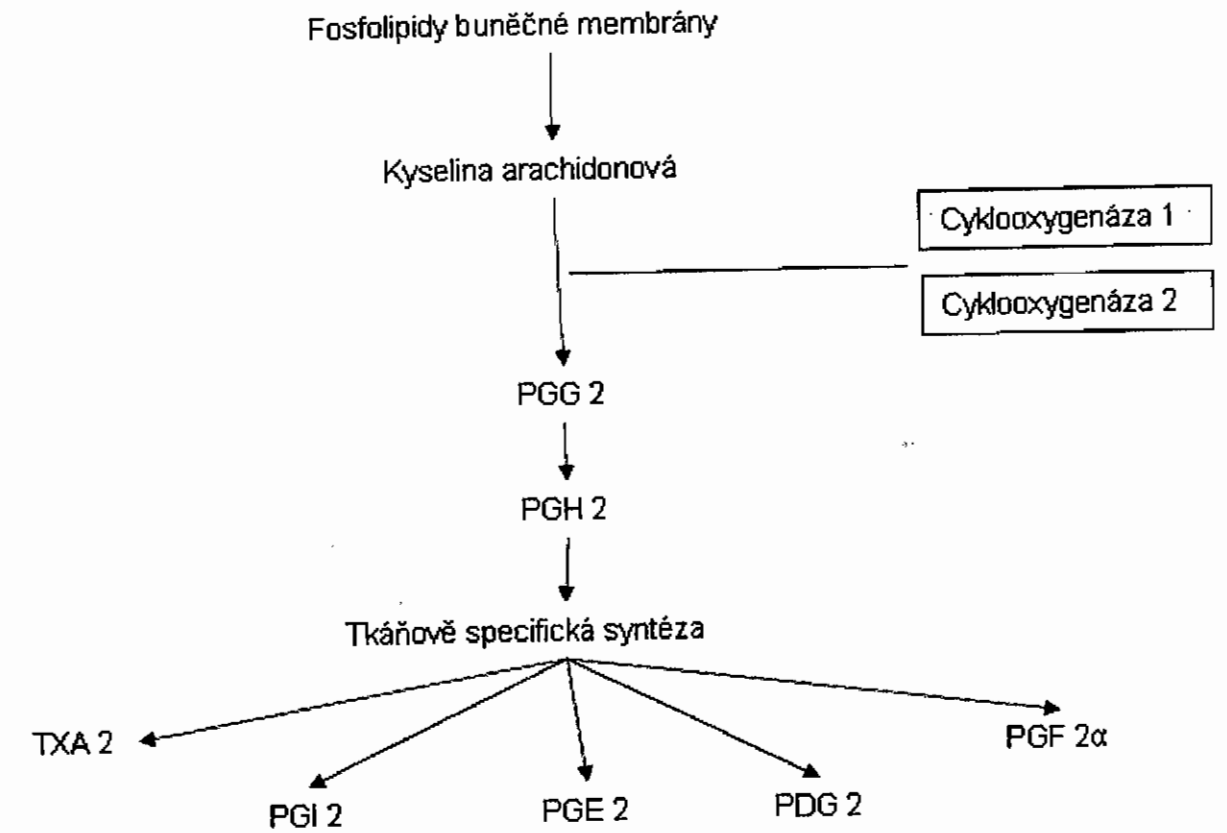 Fosfolipidy buněčné membrány
Kyselina arachidonová
Cyklooxygenáza 1
Cyklooxygenáza 2
PGG 2
PGH 2
Tkáňově specifická syntéza
TXA 2
PGI 2
PGE 2
PDG 2
PGF 2α